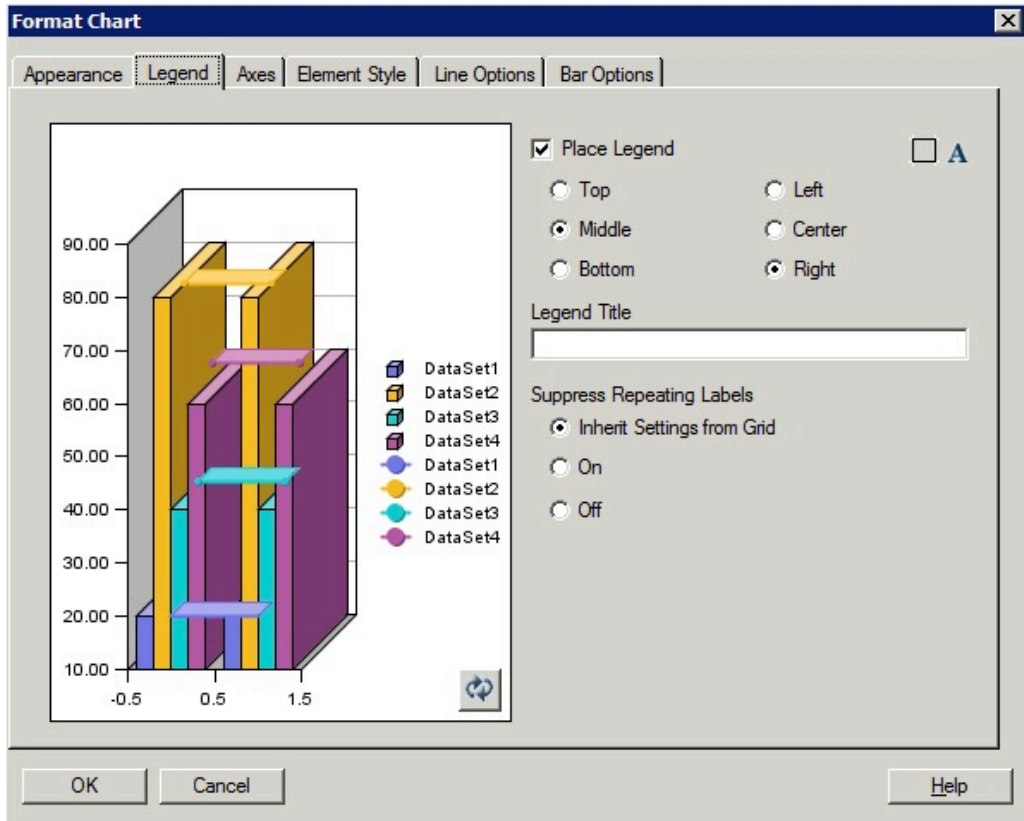 Format Chart
Appearance Legend Axes Element Style Line Options Bar Options
Place Legend A
Top Left
Middle Center
Bottom Right
Legend Title
Suppress Repeating Labels
Inherit Settings from Grid
On
Off
90.00
80.00
70.00
60.00
50.00
40.00
30.00
20.00
10.00
-0.5 0.5 1.5
DataSet1
DataSet2
DataSet3
DataSet4
DataSet1
DataSet2
DataSet3
DataSet4
OK Cancel Help